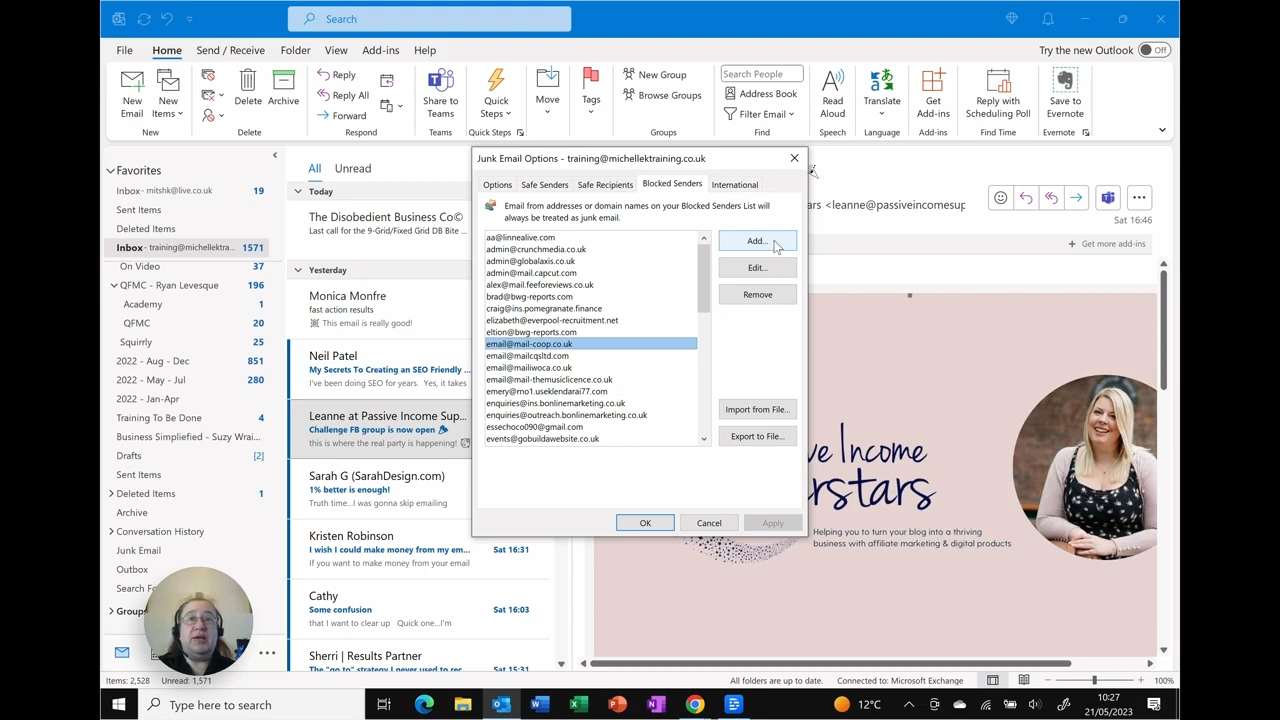 Search
File Home Send / Receive Folder View Add-ins Help
Try the new Outlook Off
New Email
New Items
Delete
Archive
Reply
Reply All
Forward
Share to Teams
Quick Steps
Move
Tags
New Group
Browse Groups
Search People
Address Book
Filter Email
Read Aloud
Translate
Get Add-ins
Reply with Scheduling Poll
Save to Evernote
New
Delete
Respond
Teams
Quick Steps
Groups
Find
Speech
Language
Add-ins
Find Time
Evernote
Favorites
Inbox - mitshk@live.co.uk 19
Sent Items
Deleted Items
Inbox - training@michellektra... 1571
On Video 37
QFMC - Ryan Levesque 196
Academy 1
QFMC 20
Squirrly 25
2022 - Aug - Dec 851
2022 - May - Jul 280
2022 - Jan-Apr
Training To Be Done 4
Business Simpliefied - Suzy Wrai...
Drafts [2]
Sent Items
Deleted Items 1
Archive
Conversation History
Junk Email
Outbox
Search Fo
Groups
All Unread
Today
The Disobedient Business Co©
Last call for the 9-Grid/Fixed Grid DB Bite ...
Yesterday
Monica Monfre
fast action results
This email is really good!
Neil Patel
My Secrets To Creating an SEO Friendly ...
I've been doing SEO for years. Yes, it takes
Leanne at Passive Income Sup...
Challenge FB group is now open
this is where the real party is happening!
Sarah G (SarahDesign.com)
1% better is enough!
Truth time...I was gonna skip emailing
Kristen Robinson
I wish I could make money from my em... Sat 16:31
If you want to make money from your email
Cathy
Some confusion Sat 16:03
that I want to clear up Quick one...I'm
Sherri | Results Partner
The "go to" strategy I never used to rec... Sat 15:31
Junk Email Options - training@michellektraining.co.uk
Options Safe Senders Safe Recipients Blocked Senders International
Email from addresses or domain names on your Blocked Senders List will
always be treated as junk email.
aa@linnealive.com
admin@crunchmedia.co.uk
admin@globalaxis.co.uk
admin@mail.capcut.com
alex@mail.feeforeviews.co.uk
brad@bwg-reports.com
craig@ins.pomegranate.finance
elizabeth@everpool-recruitment.net
eltion@bwg-reports.com
email@mail-coop.co.uk
email@mailcqsltd.com
email@mailiwoca.co.uk
email@mail-themusiclicence.co.uk
emery@rno1.useklendarai77.com
enquiries@ins.bonlinemarketing.co.uk
enquiries@outreach.bonlinemarketing.co.uk
essechoco090@gmail.com
events@gobuildawebsite.co.uk
Add...
Edit...
Remove
Import from File...
Export to File...
OK Cancel Apply
rs <leanne@passiveincomesup
Sat 16:46
Get more add-ins
ve Income
rstars
Helping you to turn your blog into a thriving
business with affiliate marketing & digital products
Items: 2,528 Unread: 1,571
All folders are up to date. Connected to: Microsoft Exchange 100%
Type here to search
12°C
10:27
21/05/2023